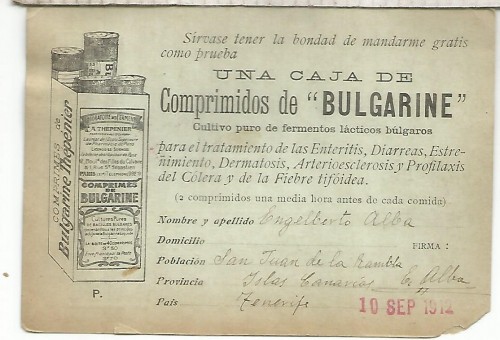 Sírvase tener la bondad de mandarme gratis
como prueba
UNA CAJA DE
Comprimidos de "BULGARINE"
Cultivo puro de fermentos lácticos búlgaros
para el tratamiento de las Enteritis, Diarreas, Estre-
ñimiento, Dermatosis, Arterioesclerosis y Profilaxis
del Cólera y de la Fiebre tifóidea.
(2 comprimidos una media hora antes de cada comida)
Nombre y apellido Engelberto Alba
Domicilio
FIRMA:
Población San Juan de la Rambla
Provincia Islas Canarias E. Alba
País Tenerife
10 SEP 1912
COMPRIMÉS de
Bulgarine Thepenier
A. THEPENIER
COMPRIMÉS
DE
BULGARINE
P.